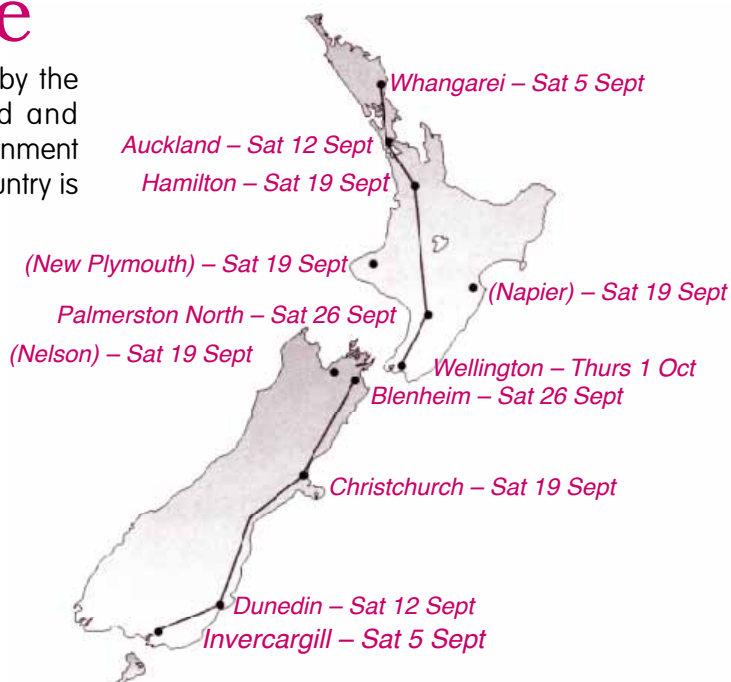 e
by the
d and
nment
untry is
Whangarei – Sat 5 Sept
Auckland – Sat 12 Sept
Hamilton – Sat 19 Sept
(New Plymouth) – Sat 19 Sept
(Napier) – Sat 19 Sept
Palmerston North – Sat 26 Sept
(Nelson) – Sat 19 Sept
Wellington – Thurs 1 Oct
Blenheim – Sat 26 Sept
Christchurch – Sat 19 Sept
Dunedin – Sat 12 Sept
Invercargill – Sat 5 Sept